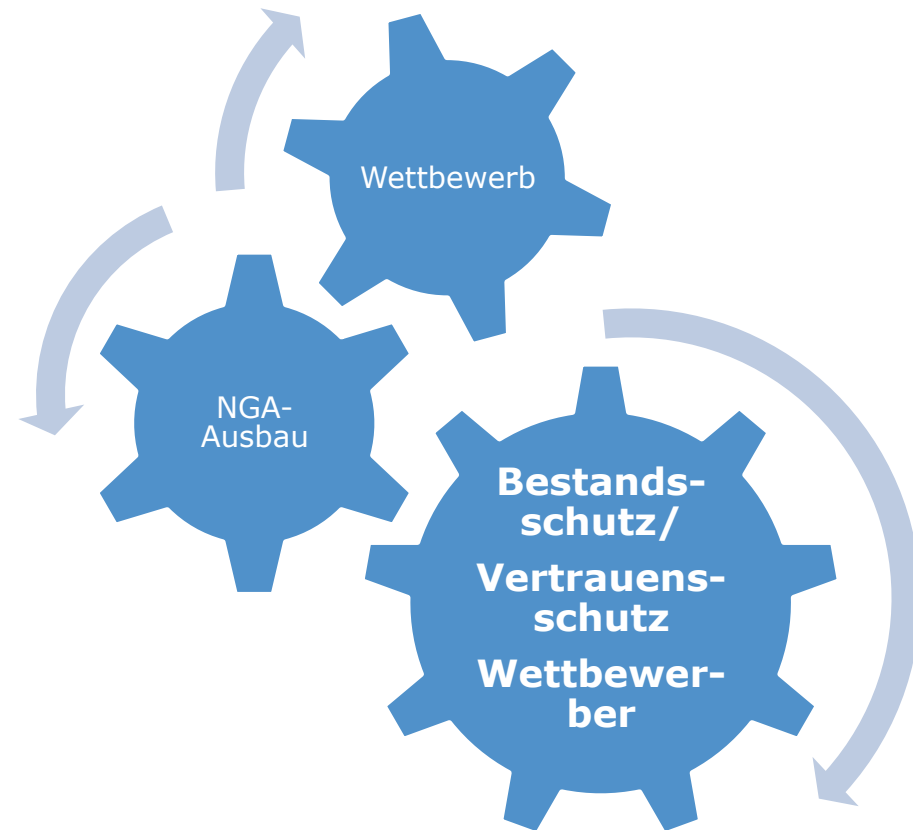 Wettbewerb
NGA-
Ausbau
Bestands-
schutz/
Vertrauens-
schutz
Wettbewer-
ber